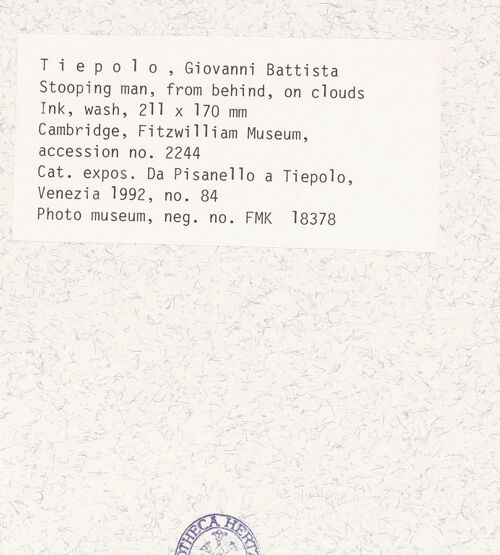 T i e p o l o , Giovanni Battista
Stooping man, from behind, on clouds
Ink, wash, 211 x 170 mm
Cambridge, Fitzwilliam Museum,
accession no. 2244
Cat. expos. Da Pisanello a Tiepolo,
Venezia 1992, no. 84
Photo museum, neg. no. FMK  18378